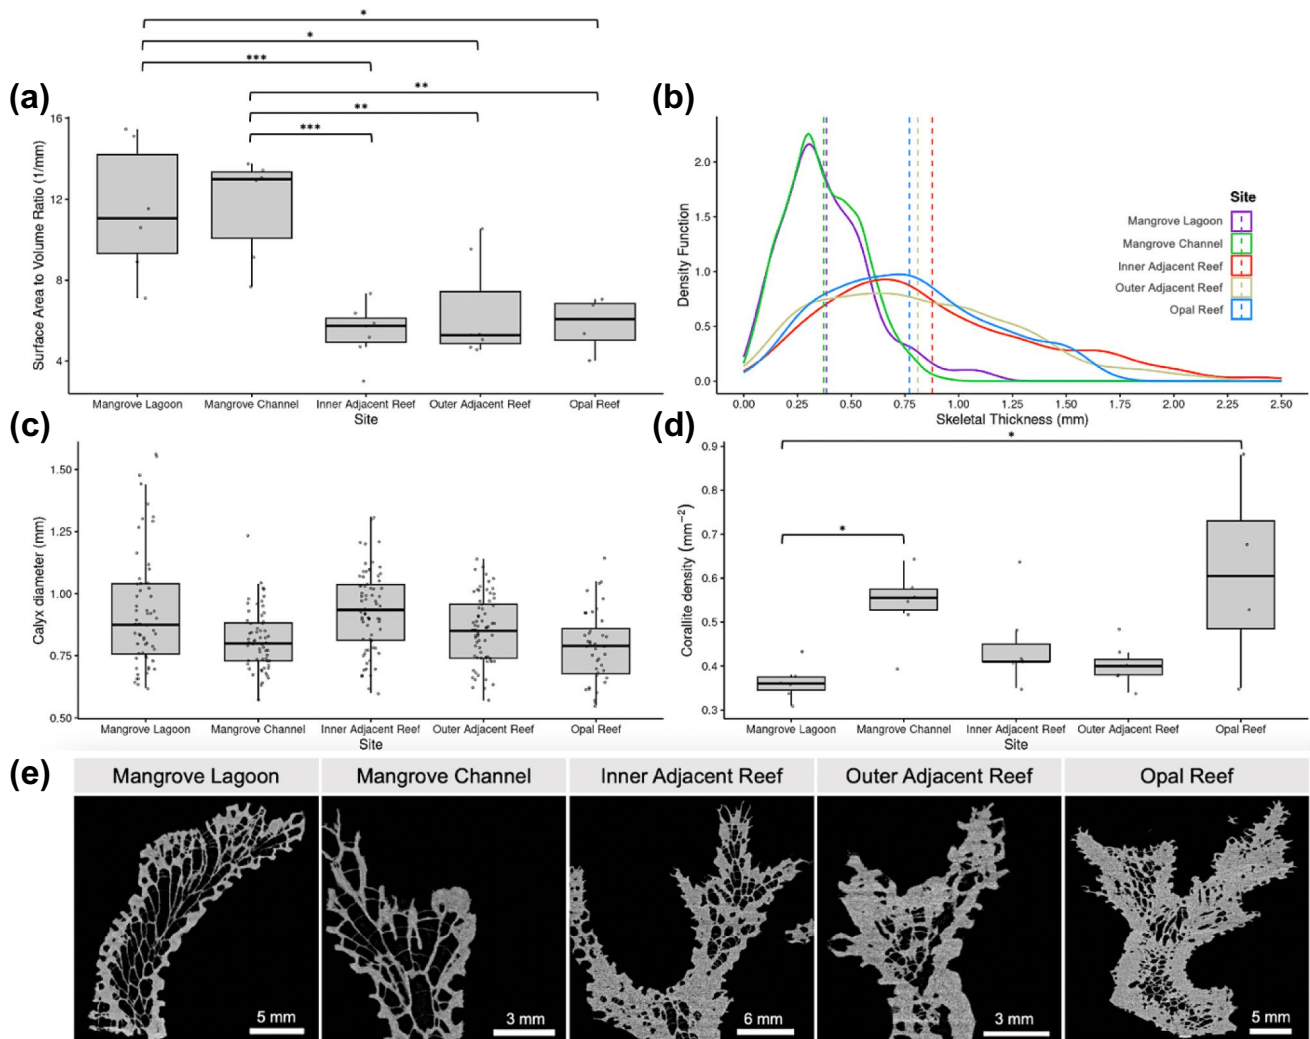 *
*
***
**
**
***
(a)
Surface Area to Volume Ratio (1/mm)
16
12
8
4
Mangrove Lagoon Mangrove Channel Inner Adjacent Reef Outer Adjacent Reef Opal Reef
Site
(b)
Density Function
2.0
1.5
1.0
0.5
0.0
0.00 0.25 0.50 0.75 1.00 1.25 1.50 1.75 2.00 2.25 2.50
Skeletal Thickness (mm)
Site
Mangrove Lagoon
Mangrove Channel
Inner Adjacent Reef
Outer Adjacent Reef
Opal Reef
(c)
Calyx diameter (mm)
1.50
1.25
1.00
0.75
0.50
Mangrove Lagoon Mangrove Channel Inner Adjacent Reef Outer Adjacent Reef Opal Reef
Site
(d)
*
*
Corallite density (mm⁻²)
0.9
0.8
0.7
0.6
0.5
0.4
0.3
Mangrove Lagoon Mangrove Channel Inner Adjacent Reef Outer Adjacent Reef Opal Reef
Site
(e)
Mangrove Lagoon Mangrove Channel Inner Adjacent Reef Outer Adjacent Reef Opal Reef
5 mm 3 mm 6 mm 3 mm 5 mm